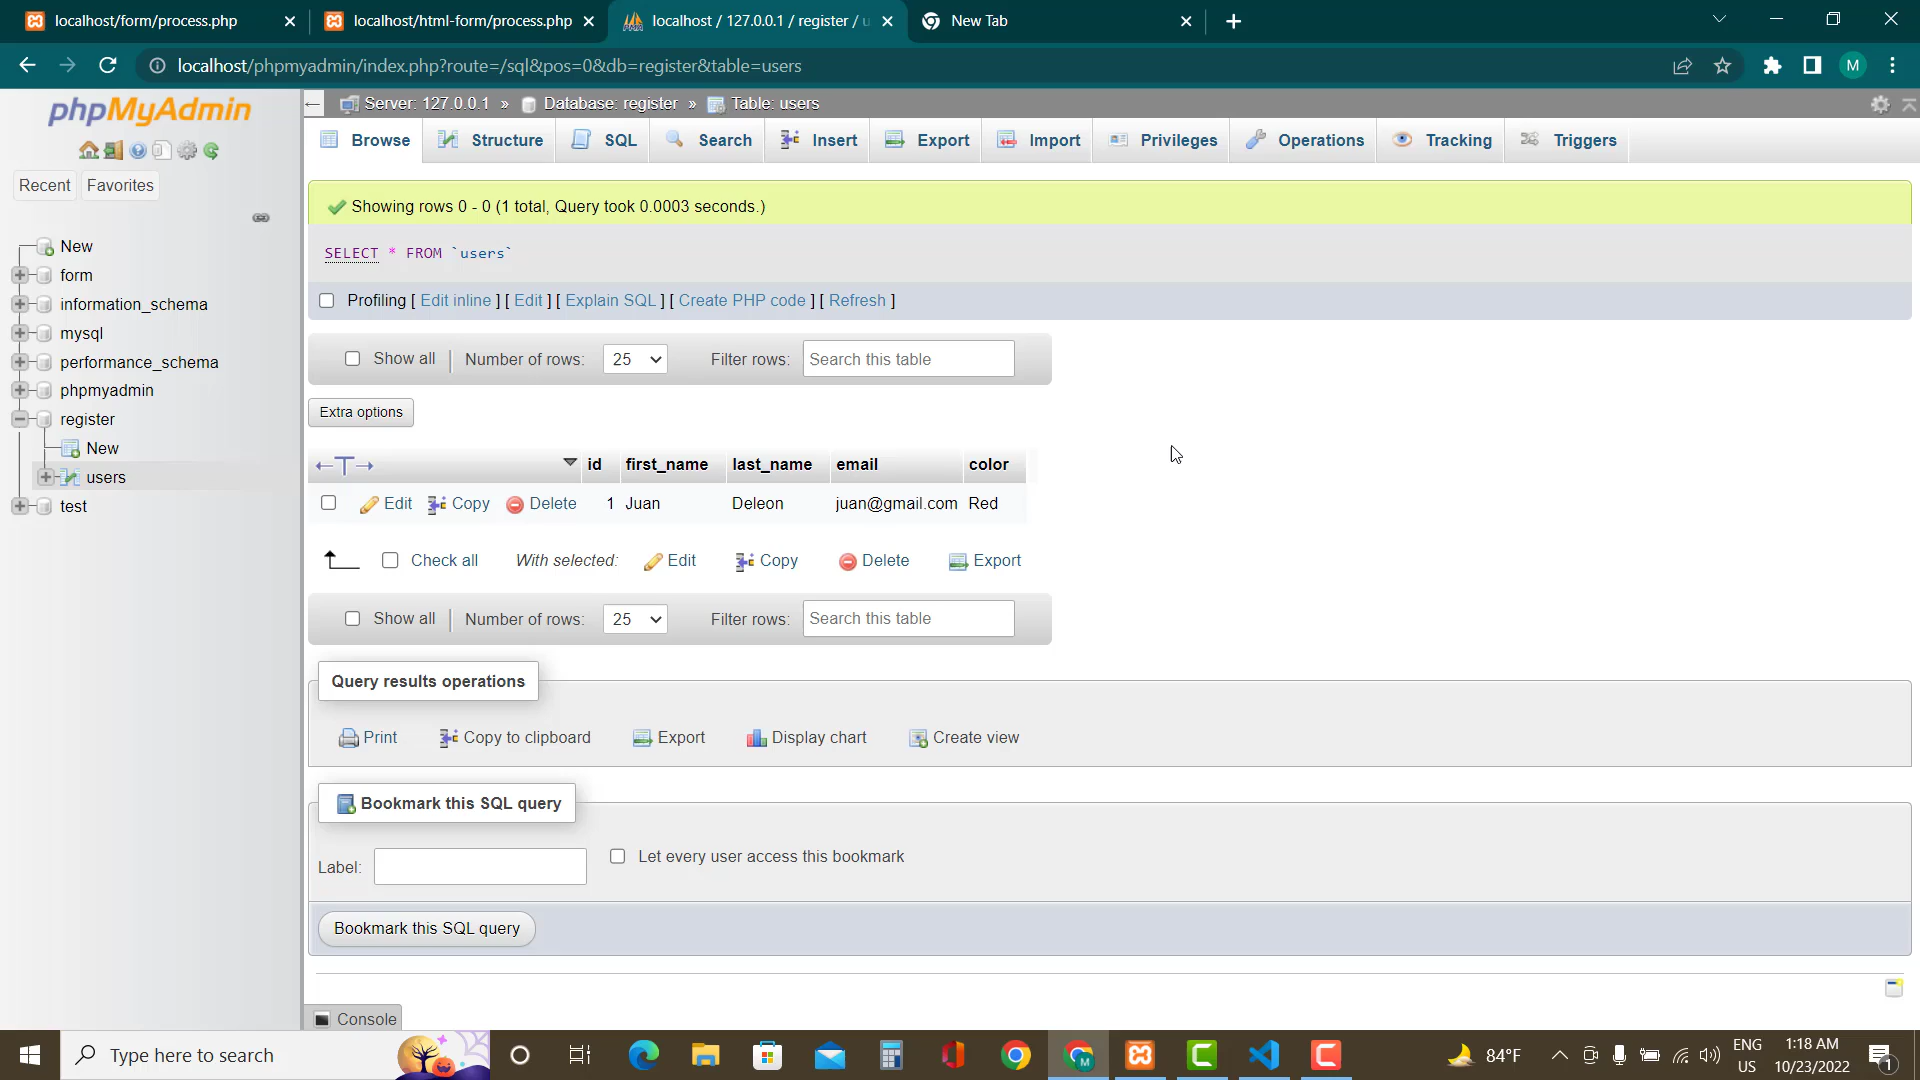 localhost/form/process.php
localhost/html-form/process.php
localhost / 127.0.0.1 / register / u
New Tab
localhost/phpmyadmin/index.php?route=/sql&pos=0&db=register&table=users
M
phpMyAdmin
Recent Favorites
New
form
information_schema
mysql
performance_schema
phpmyadmin
register
New
users
test
Server: 127.0.0.1 » Database: register » Table: users
Browse Structure SQL Search Insert Export Import Privileges Operations Tracking Triggers
Showing rows 0 - 0 (1 total, Query took 0.0003 seconds.)
SELECT * FROM `users`
Profiling [ Edit inline ] [ Edit ] [ Explain SQL ] [ Create PHP code ] [ Refresh ]
Show all Number of rows: 25 Filter rows: Search this table
Extra options
←T→ id first_name last_name email color
Edit Copy Delete 1 Juan Deleon juan@gmail.com Red
Check all With selected: Edit Copy Delete Export
Show all Number of rows: 25 Filter rows: Search this table
Query results operations
Print Copy to clipboard Export Display chart Create view
Bookmark this SQL query
Label: Let every user access this bookmark
Bookmark this SQL query
Console
Type here to search
84°F
ENG
US
1:18 AM
10/23/2022
1